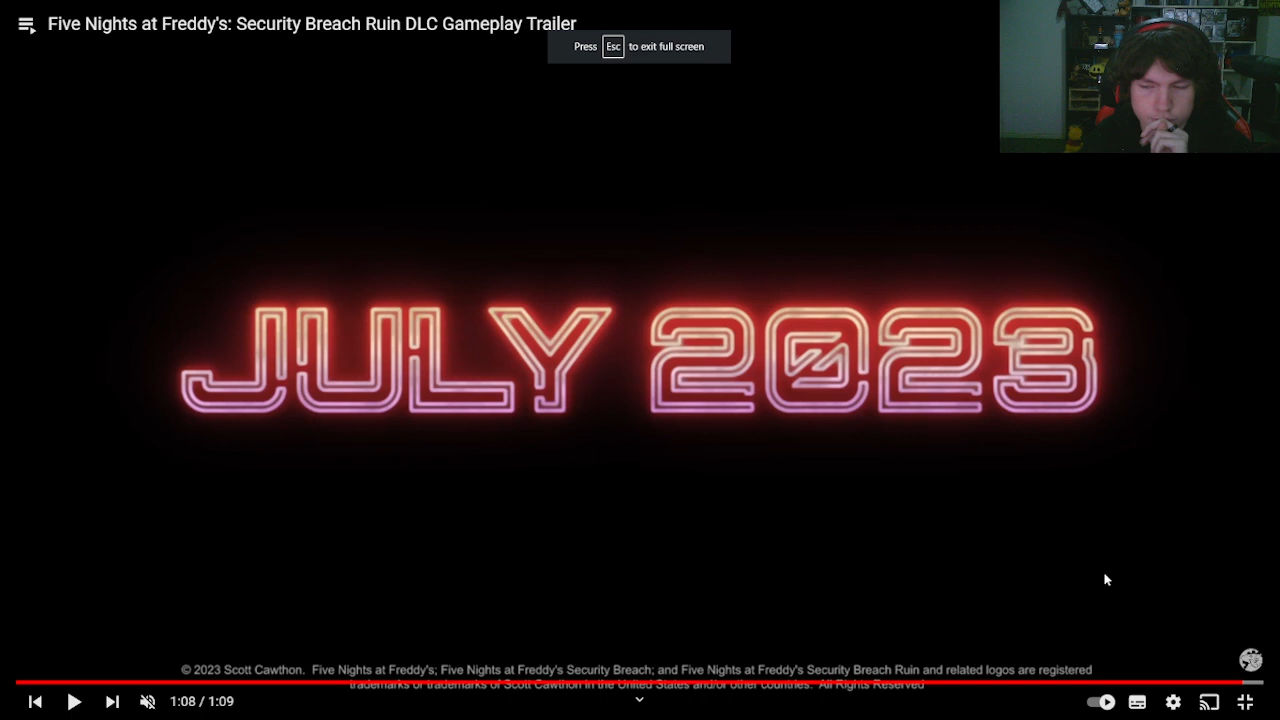 Five Nights at Freddy's: Security Breach Ruin DLC Gameplay Trailer
Press Esc to exit full screen
JULY 2023
© 2023 Scott Cawthon. Five Nights at Freddy's; Five Nights at Freddy's Security Breach; and Five Nights at Freddy's Security Breach Ruin and related logos are registered
trademarks or trademarks of Scott Cawthon in the United States and/or other countries. All Rights Reserved
1:08 / 1:09